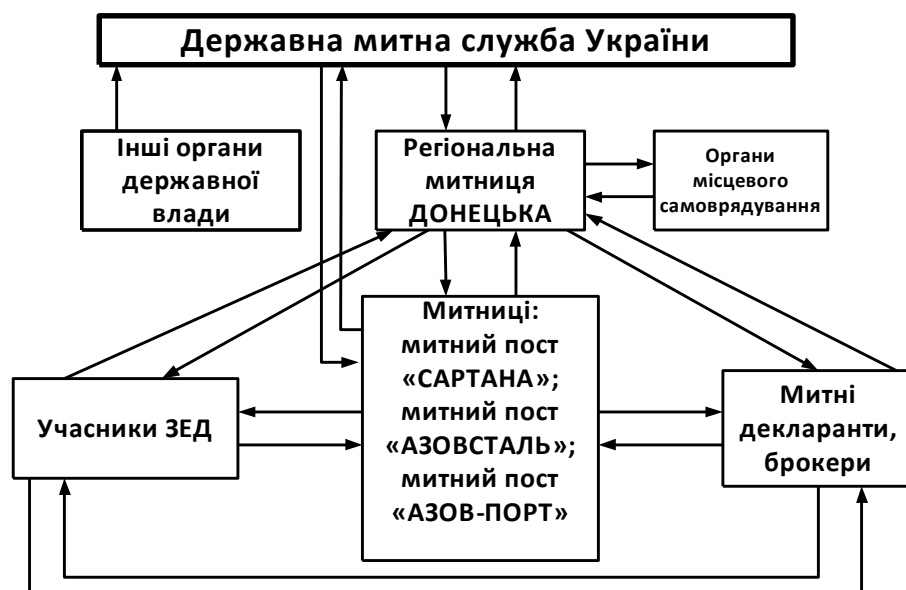 Державна митна служба України
Інші органи
державної
влади
Регіональна
митниця
ДОНЕЦЬКА
Органи
місцевого
самоврядування
Митниці:
митний пост
«САРТАНА»;
митний пост
«АЗОВСТАЛЬ»;
митний пост
«АЗОВ-ПОРТ»
Учасники ЗЕД
Митні
декларанти,
брокери